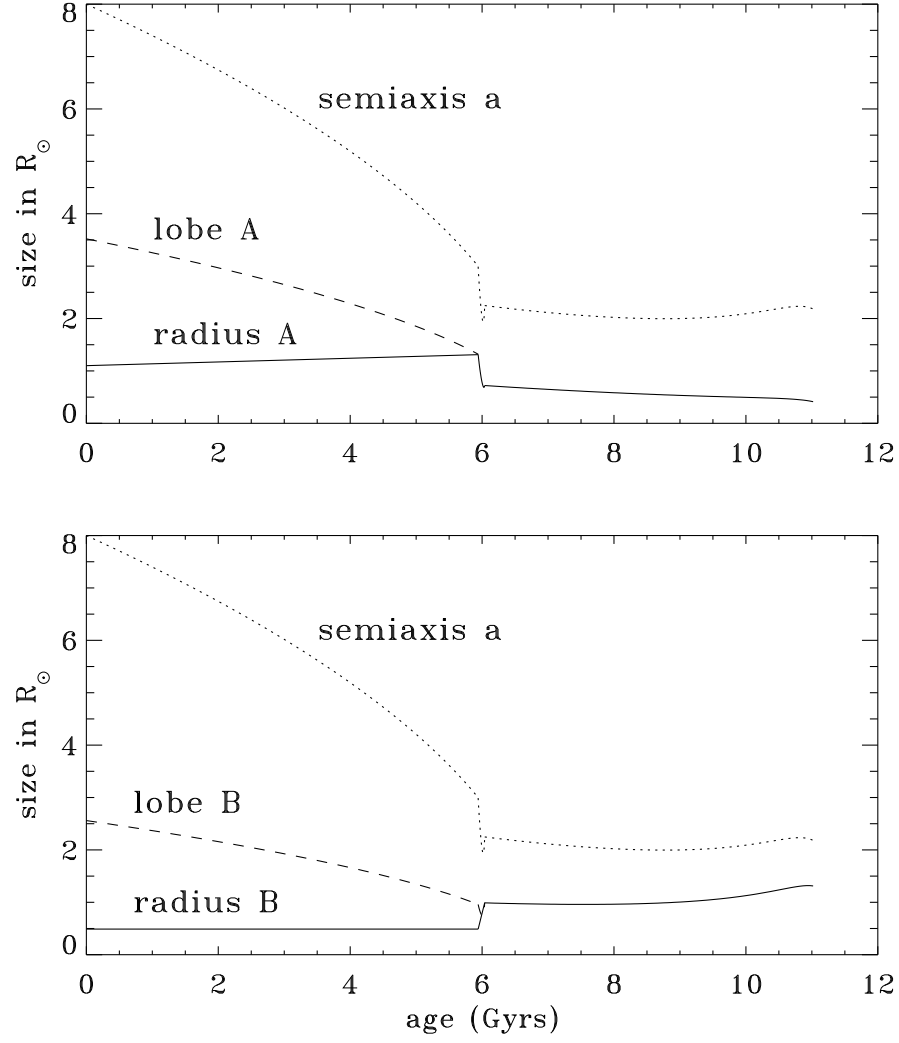 8
semiaxis a
6
size in R⊙
4
lobe A
2
radius A
0
0 2 4 6 8 10 12
8
semiaxis a
6
size in R⊙
4
lobe B
2
radius B
0
0 2 4 6 8 10 12
age (Gyrs)